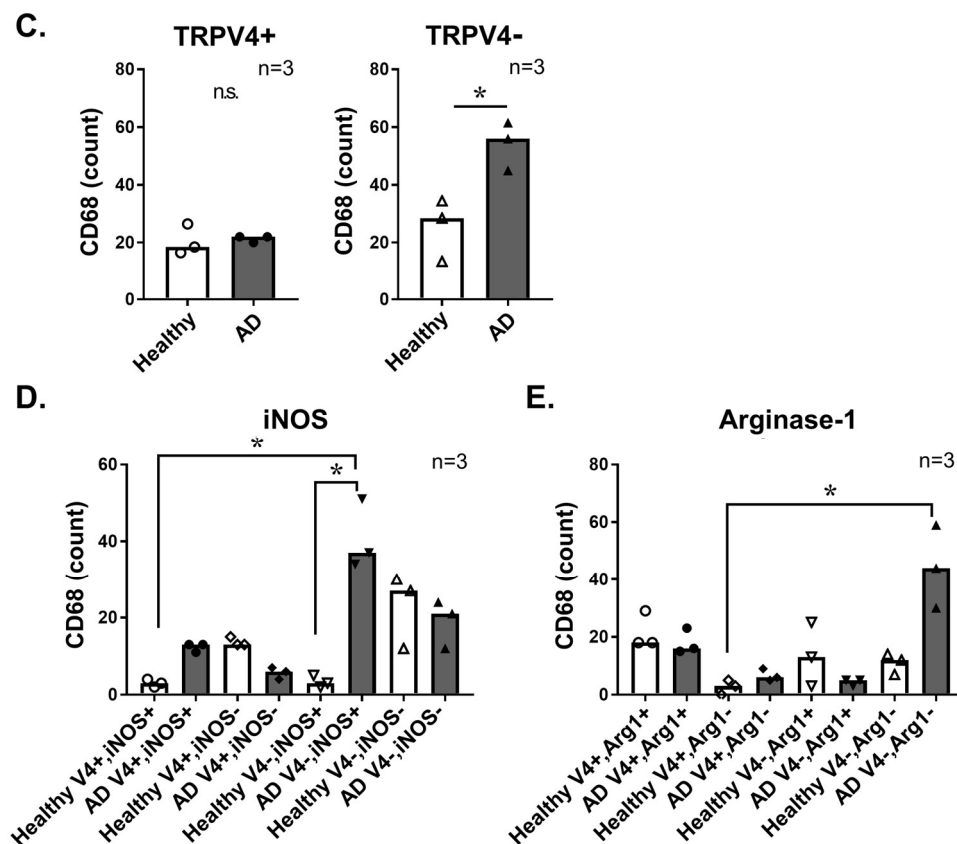 C.
TRPV4+
n=3
n.s.
CD68 (count)
80
60
40
20
0
Healthy
AD
TRPV4-
n=3
*
CD68 (count)
80
60
40
20
0
Healthy
AD
D.
iNOS
n=3
*
*
CD68 (count)
60
40
20
0
Healthy V4+,iNOS+
AD V4+,iNOS+
Healthy V4+,iNOS-
AD V4+,iNOS-
Healthy V4-,iNOS+
AD V4-,iNOS+
Healthy V4-,iNOS-
AD V4-,iNOS-
E.
Arginase-1
n=3
*
CD68 (count)
80
60
40
20
0
Healthy V4+,Arg1+
AD V4+,Arg1+
Healthy V4+,Arg1-
AD V4+,Arg1-
Healthy V4-,Arg1+
AD V4-,Arg1+
Healthy V4-,Arg1-
AD V4-,Arg1-